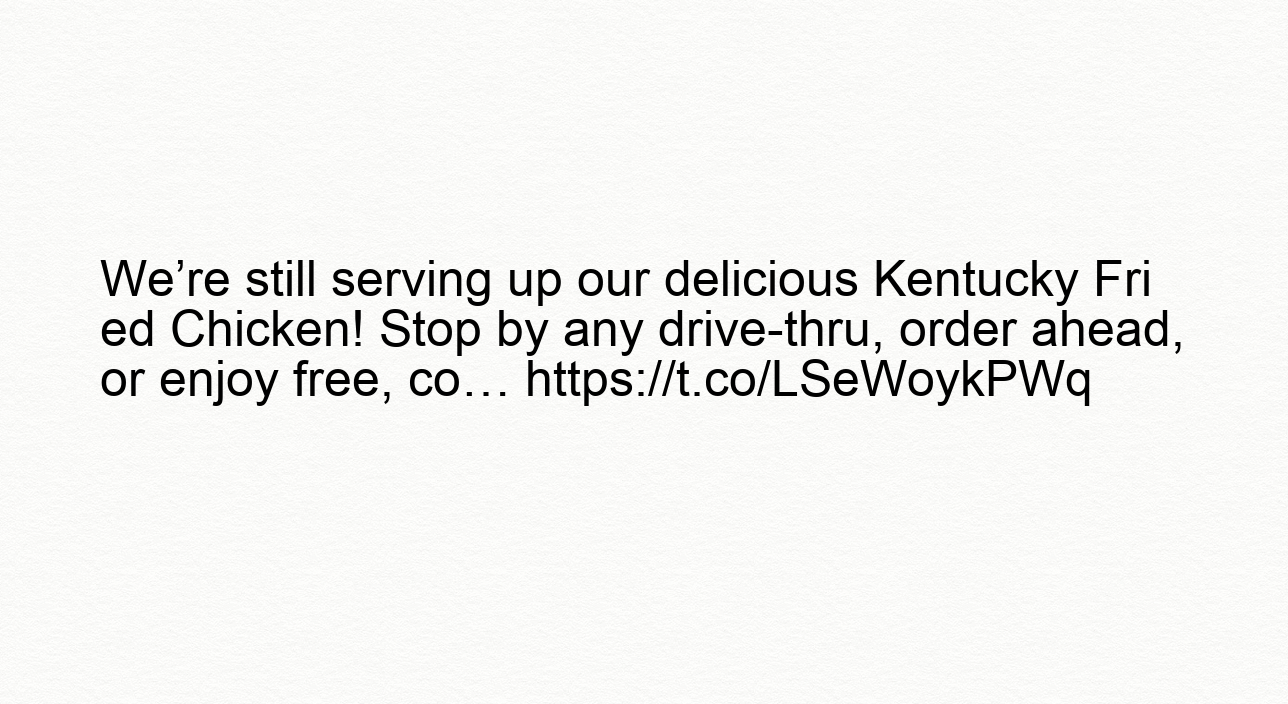 We’re still serving up our delicious Kentucky Fri
ed Chicken! Stop by any drive-thru, order ahead,
or enjoy free, co… https://t.co/LSeWoykPWq